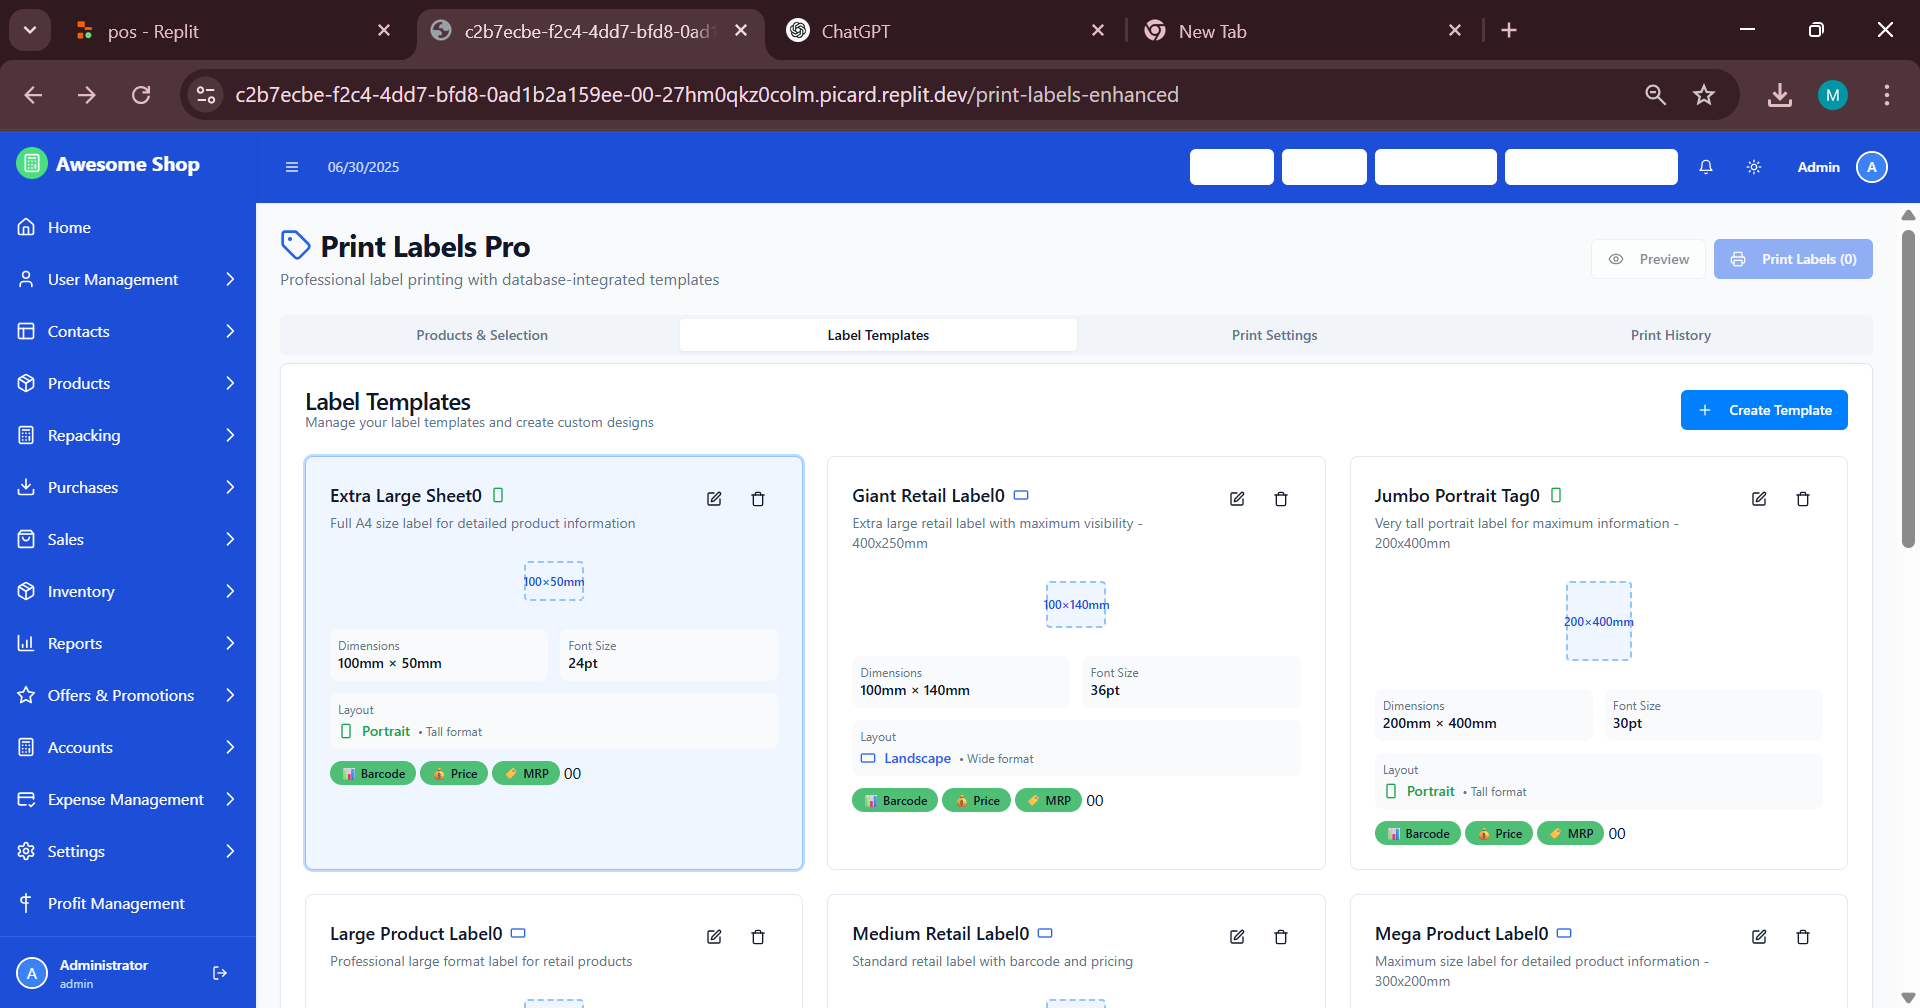 pos - Replit
c2b7ecbe-f2c4-4dd7-bfd8-0ad1
ChatGPT
New Tab
c2b7ecbe-f2c4-4dd7-bfd8-0ad1b2a159ee-00-27hm0qkz0colm.picard.replit.dev/print-labels-enhanced
M
Awesome Shop
06/30/2025
Admin
A
Home
User Management
Contacts
Products
Repacking
Purchases
Sales
Inventory
Reports
Offers & Promotions
Accounts
Expense Management
Settings
Profit Management
A
Administrator
admin
Print Labels Pro
Professional label printing with database-integrated templates
Preview
Print Labels (0)
Products & Selection
Label Templates
Print Settings
Print History
Label Templates
Manage your label templates and create custom designs
Create Template
Extra Large Sheet0
Full A4 size label for detailed product information
100×50mm
Dimensions
100mm × 50mm
Font Size
24pt
Layout
Portrait • Tall format
Barcode Price MRP 00
Giant Retail Label0
Extra large retail label with maximum visibility -
400x250mm
100×140mm
Dimensions
100mm × 140mm
Font Size
36pt
Layout
Landscape • Wide format
Barcode Price MRP 00
Jumbo Portrait Tag0
Very tall portrait label for maximum information -
200x400mm
200×400mm
Dimensions
200mm × 400mm
Font Size
30pt
Layout
Portrait • Tall format
Barcode Price MRP 00
Large Product Label0
Professional large format label for retail products
Medium Retail Label0
Standard retail label with barcode and pricing
Mega Product Label0
Maximum size label for detailed product information -
300x200mm